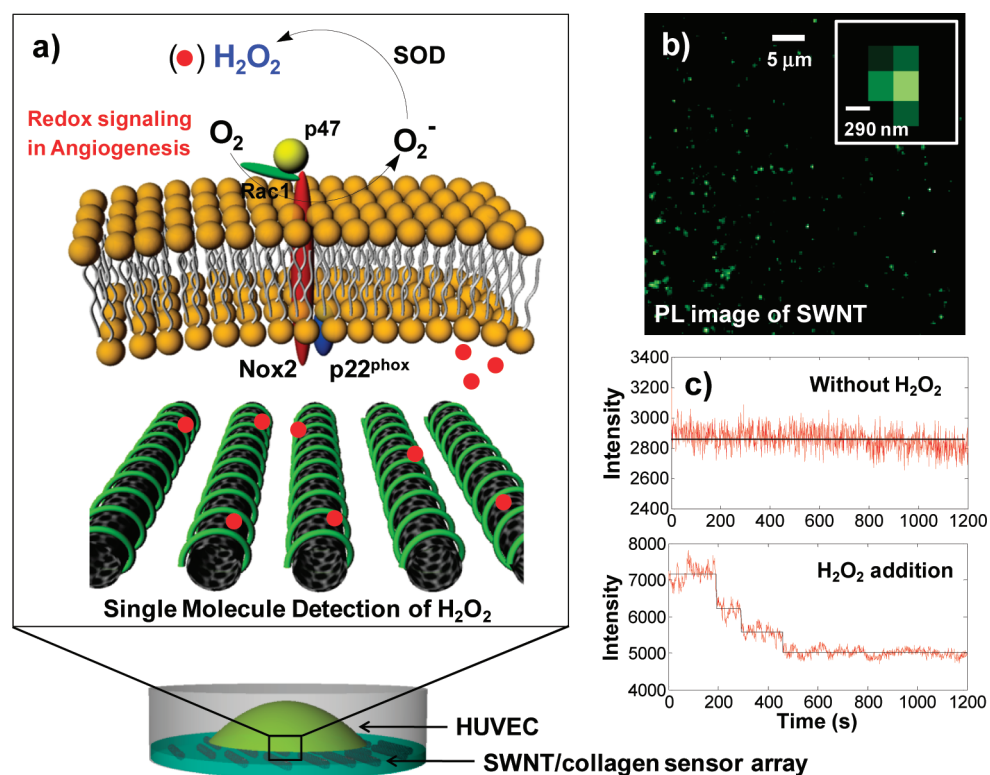 a)
(●) H₂O₂
SOD
Redox signaling
in Angiogenesis
O₂
p47
O₂⁻
Rac1
Nox2
p22ᵖʰᵒˣ
Single Molecule Detection of H₂O₂
HUVEC
SWNT/collagen sensor array
b)
5 μm
290 nm
PL image of SWNT
c)
Without H₂O₂
Intensity
3400
3200
3000
2800
2600
2400
0 200 400 600 800 1000 1200
H₂O₂ addition
Intensity
8000
7000
6000
5000
4000
0 200 400 600 800 1000 1200
Time (s)